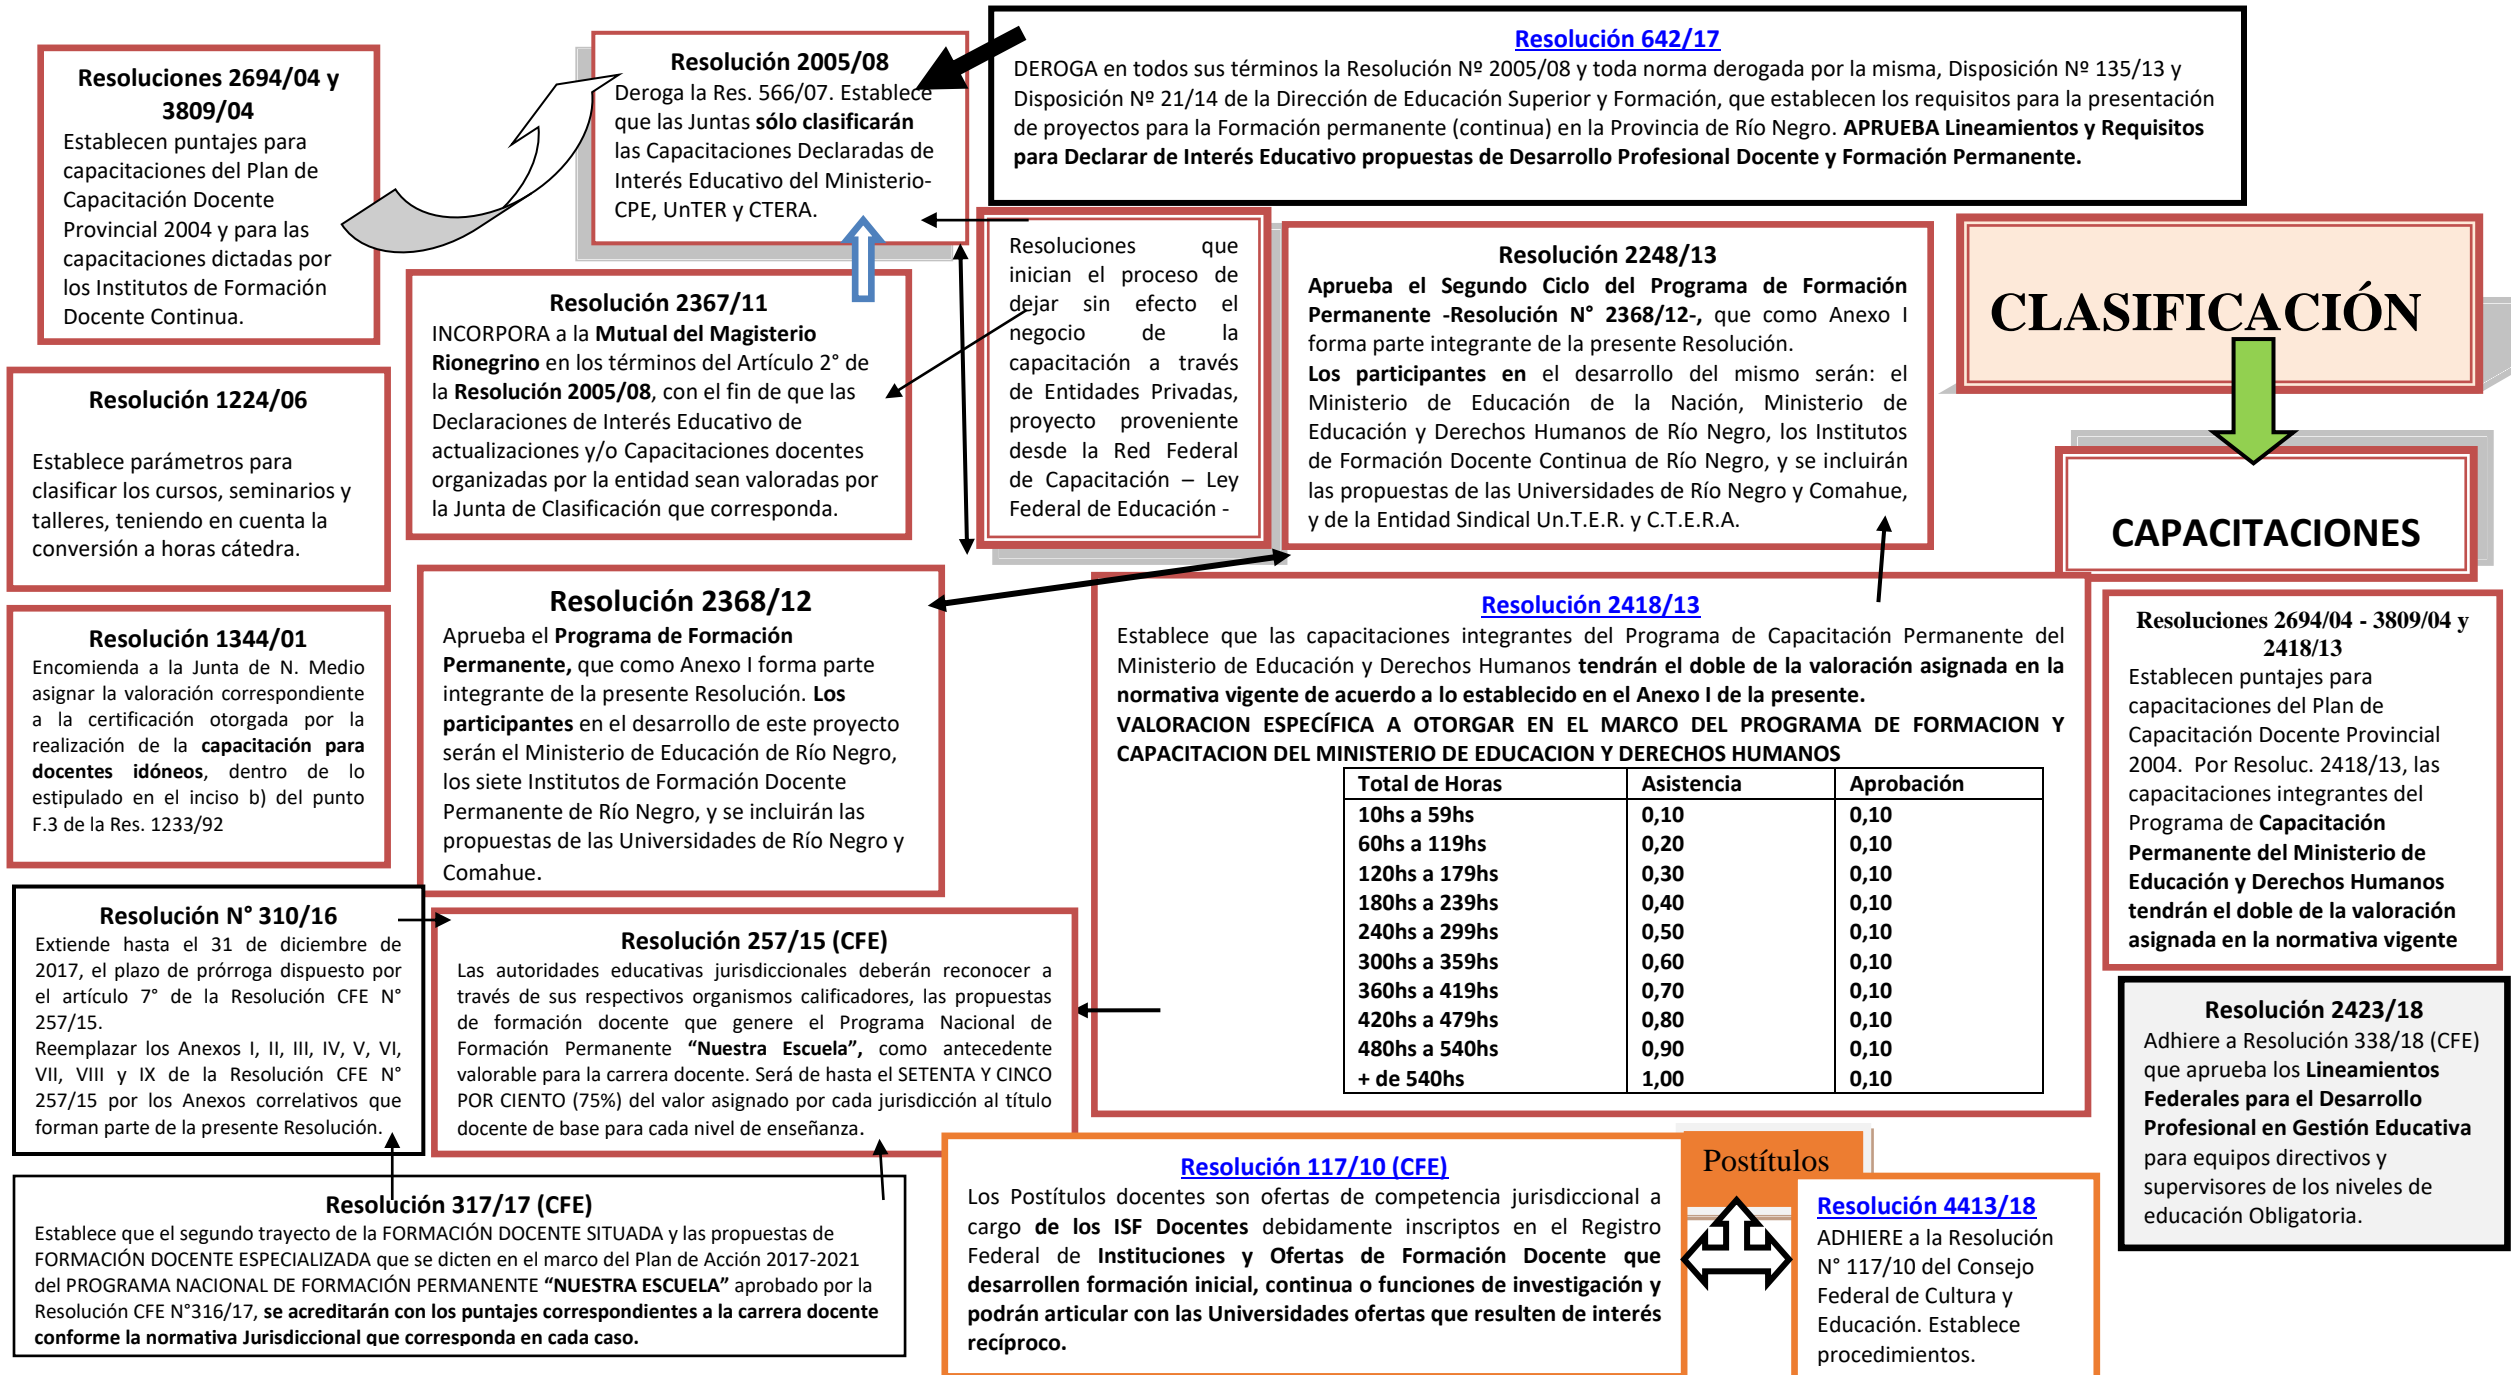 Resoluciones 2694/04 y
3809/04
Establecen puntajes para
capacitaciones del Plan de
Capacitación Docente
Provincial 2004 y para las
capacitaciones dictadas por
los Institutos de Formación
Docente Continua.
Resolución 2005/08
Deroga la Res. 566/07. Establece
que las Juntas sólo clasificarán
las Capacitaciones Declaradas de
Interés Educativo del Ministerio-
CPE, UnTER y CTERA.
Resolución 642/17
DEROGA en todos sus términos la Resolución Nº 2005/08 y toda norma derogada por la misma, Disposición Nº 135/13 y
Disposición Nº 21/14 de la Dirección de Educación Superior y Formación, que establecen los requisitos para la presentación
de proyectos para la Formación permanente (continua) en la Provincia de Río Negro. APRUEBA Lineamientos y Requisitos
para Declarar de Interés Educativo propuestas de Desarrollo Profesional Docente y Formación Permanente.
Resolución 2367/11
INCORPORA a la Mutual del Magisterio
Rionegrino en los términos del Artículo 2° de
la Resolución 2005/08, con el fin de que las
Declaraciones de Interés Educativo de
actualizaciones y/o Capacitaciones docentes
organizadas por la entidad sean valoradas por
la Junta de Clasificación que corresponda.
Resoluciones que
inician el proceso de
dejar sin efecto el
negocio de la
capacitación a través
de Entidades Privadas,
proyecto proveniente
desde la Red Federal
de Capacitación – Ley
Federal de Educación -
Resolución 2248/13
Aprueba el Segundo Ciclo del Programa de Formación
Permanente -Resolución N° 2368/12-, que como Anexo I
forma parte integrante de la presente Resolución.
Los participantes en el desarrollo del mismo serán: el
Ministerio de Educación de la Nación, Ministerio de
Educación y Derechos Humanos de Río Negro, los Institutos
de Formación Docente Continua de Río Negro, y se incluirán
las propuestas de las Universidades de Río Negro y Comahue,
y de la Entidad Sindical Un.T.E.R. y C.T.E.R.A.
CLASIFICACIÓN
CAPACITACIONES
Resolución 1224/06
Establece parámetros para
clasificar los cursos, seminarios y
talleres, teniendo en cuenta la
conversión a horas cátedra.
Resolución 1344/01
Encomienda a la Junta de N. Medio
asignar la valoración correspondiente
a la certificación otorgada por la
realización de la capacitación para
docentes idóneos, dentro de lo
estipulado en el inciso b) del punto
F.3 de la Res. 1233/92
Resolución 2368/12
Aprueba el Programa de Formación
Permanente, que como Anexo I forma parte
integrante de la presente Resolución. Los
participantes en el desarrollo de este proyecto
serán el Ministerio de Educación de Río Negro,
los siete Institutos de Formación Docente
Permanente de Río Negro, y se incluirán las
propuestas de las Universidades de Río Negro y
Comahue.
Resolución 2418/13
Establece que las capacitaciones integrantes del Programa de Capacitación Permanente del
Ministerio de Educación y Derechos Humanos tendrán el doble de la valoración asignada en la
normativa vigente de acuerdo a lo establecido en el Anexo I de la presente.
VALORACION ESPECÍFICA A OTORGAR EN EL MARCO DEL PROGRAMA DE FORMACION Y
CAPACITACION DEL MINISTERIO DE EDUCACION Y DERECHOS HUMANOS
Total de Horas Asistencia Aprobación
10hs a 59hs 0,10 0,10
60hs a 119hs 0,20 0,10
120hs a 179hs 0,30 0,10
180hs a 239hs 0,40 0,10
240hs a 299hs 0,50 0,10
300hs a 359hs 0,60 0,10
360hs a 419hs 0,70 0,10
420hs a 479hs 0,80 0,10
480hs a 540hs 0,90 0,10
+ de 540hs 1,00 0,10
Resoluciones 2694/04 - 3809/04 y
2418/13
Establecen puntajes para
capacitaciones del Plan de
Capacitación Docente Provincial
2004. Por Resoluc. 2418/13, las
capacitaciones integrantes del
Programa de Capacitación
Permanente del Ministerio de
Educación y Derechos Humanos
tendrán el doble de la valoración
asignada en la normativa vigente
Resolución N° 310/16
Extiende hasta el 31 de diciembre de
2017, el plazo de prórroga dispuesto por
el artículo 7° de la Resolución CFE N°
257/15.
Reemplazar los Anexos I, II, III, IV, V, VI,
VII, VIII y IX de la Resolución CFE N°
257/15 por los Anexos correlativos que
forman parte de la presente Resolución.
Resolución 257/15 (CFE)
Las autoridades educativas jurisdiccionales deberán reconocer a
través de sus respectivos organismos calificadores, las propuestas
de formación docente que genere el Programa Nacional de
Formación Permanente “Nuestra Escuela”, como antecedente
valorable para la carrera docente. Será de hasta el SETENTA Y CINCO
POR CIENTO (75%) del valor asignado por cada jurisdicción al título
docente de base para cada nivel de enseñanza.
Resolución 2423/18
Adhiere a Resolución 338/18 (CFE)
que aprueba los Lineamientos
Federales para el Desarrollo
Profesional en Gestión Educativa
para equipos directivos y
supervisores de los niveles de
educación Obligatoria.
Resolución 317/17 (CFE)
Establece que el segundo trayecto de la FORMACIÓN DOCENTE SITUADA y las propuestas de
FORMACIÓN DOCENTE ESPECIALIZADA que se dicten en el marco del Plan de Acción 2017-2021
del PROGRAMA NACIONAL DE FORMACIÓN PERMANENTE “NUESTRA ESCUELA” aprobado por la
Resolución CFE N°316/17, se acreditarán con los puntajes correspondientes a la carrera docente
conforme la normativa Jurisdiccional que corresponda en cada caso.
Resolución 117/10 (CFE)
Los Postítulos docentes son ofertas de competencia jurisdiccional a
cargo de los ISF Docentes debidamente inscriptos en el Registro
Federal de Instituciones y Ofertas de Formación Docente que
desarrollen formación inicial, continua o funciones de investigación y
podrán articular con las Universidades ofertas que resulten de interés
recíproco.
Postítulos
Resolución 4413/18
ADHIERE a la Resolución
N° 117/10 del Consejo
Federal de Cultura y
Educación. Establece
procedimientos.